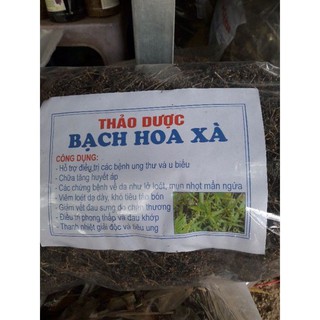 THẢO DƯỢC
BẠCH HOA XÀ
CÔNG DỤNG:
- Hỗ trợ điều trị các bệnh ung thư và u biểu
- Chữa tăng huyết áp
- Các chứng bệnh về da như lở loét, mụn nhọt mẩn ngứa
- Viêm loét dạ dày, khó tiêu táo bón
- Giảm vết đau sưng do chấn thương
- Điều trị phong thấp và đau khớp
- Thanh nhiệt giải độc và tiêu ung